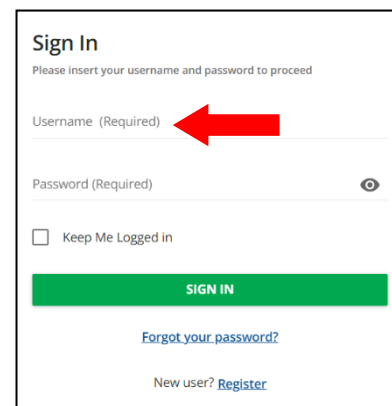 Sign In
Please insert your username and password to proceed
Username (Required)
Password (Required)
Keep Me Logged in
SIGN IN
Forgot your password?
New user? Register